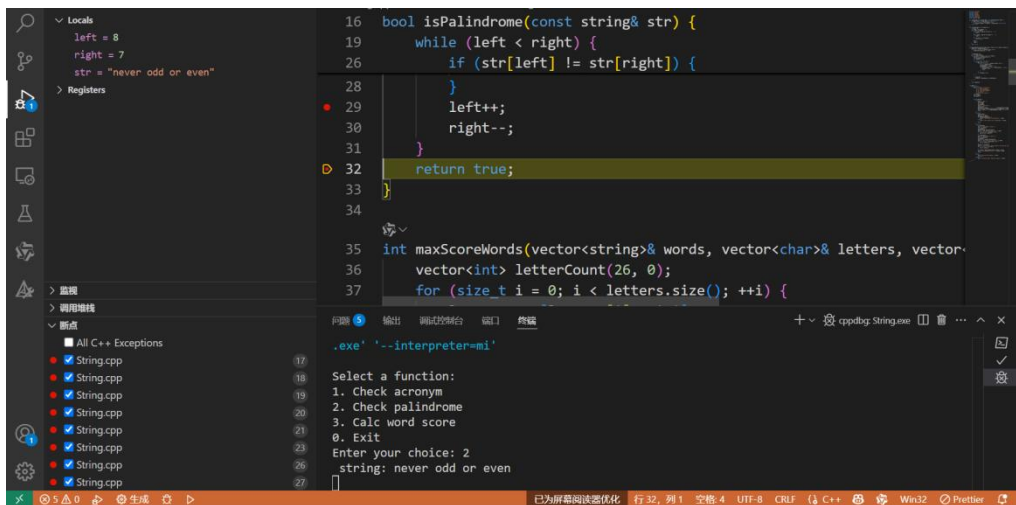 Locals
left = 8
right = 7
str = "never odd or even"
Registers
监视
调用堆栈
断点
All C++ Exceptions
String.cpp 17
String.cpp 18
String.cpp 19
String.cpp 20
String.cpp 21
String.cpp 23
String.cpp 26
String.cpp 27
16 bool isPalindrome(const string& str) {
19 while (left < right) {
26 if (str[left] != str[right]) {
28 }
29 left++;
30 right--;
31 }
32 return true;
33 }
34
35 int maxScoreWords(vector<string>& words, vector<char>& letters, vector<
36 vector<int> letterCount(26, 0);
37 for (size_t i = 0; i < letters.size(); ++i) {
问题 5 输出 调试控制台 端口 终端 cppdbg: String.exe
.exe' '--interpreter=mi'
Select a function:
1. Check acronym
2. Check palindrome
3. Calc word score
0. Exit
Enter your choice: 2
string: never odd or even
1
1
5 0 生成 已为屏幕阅读器优化 行 32，列 1 空格: 4 UTF-8 CRLF C++ Win32 Prettier